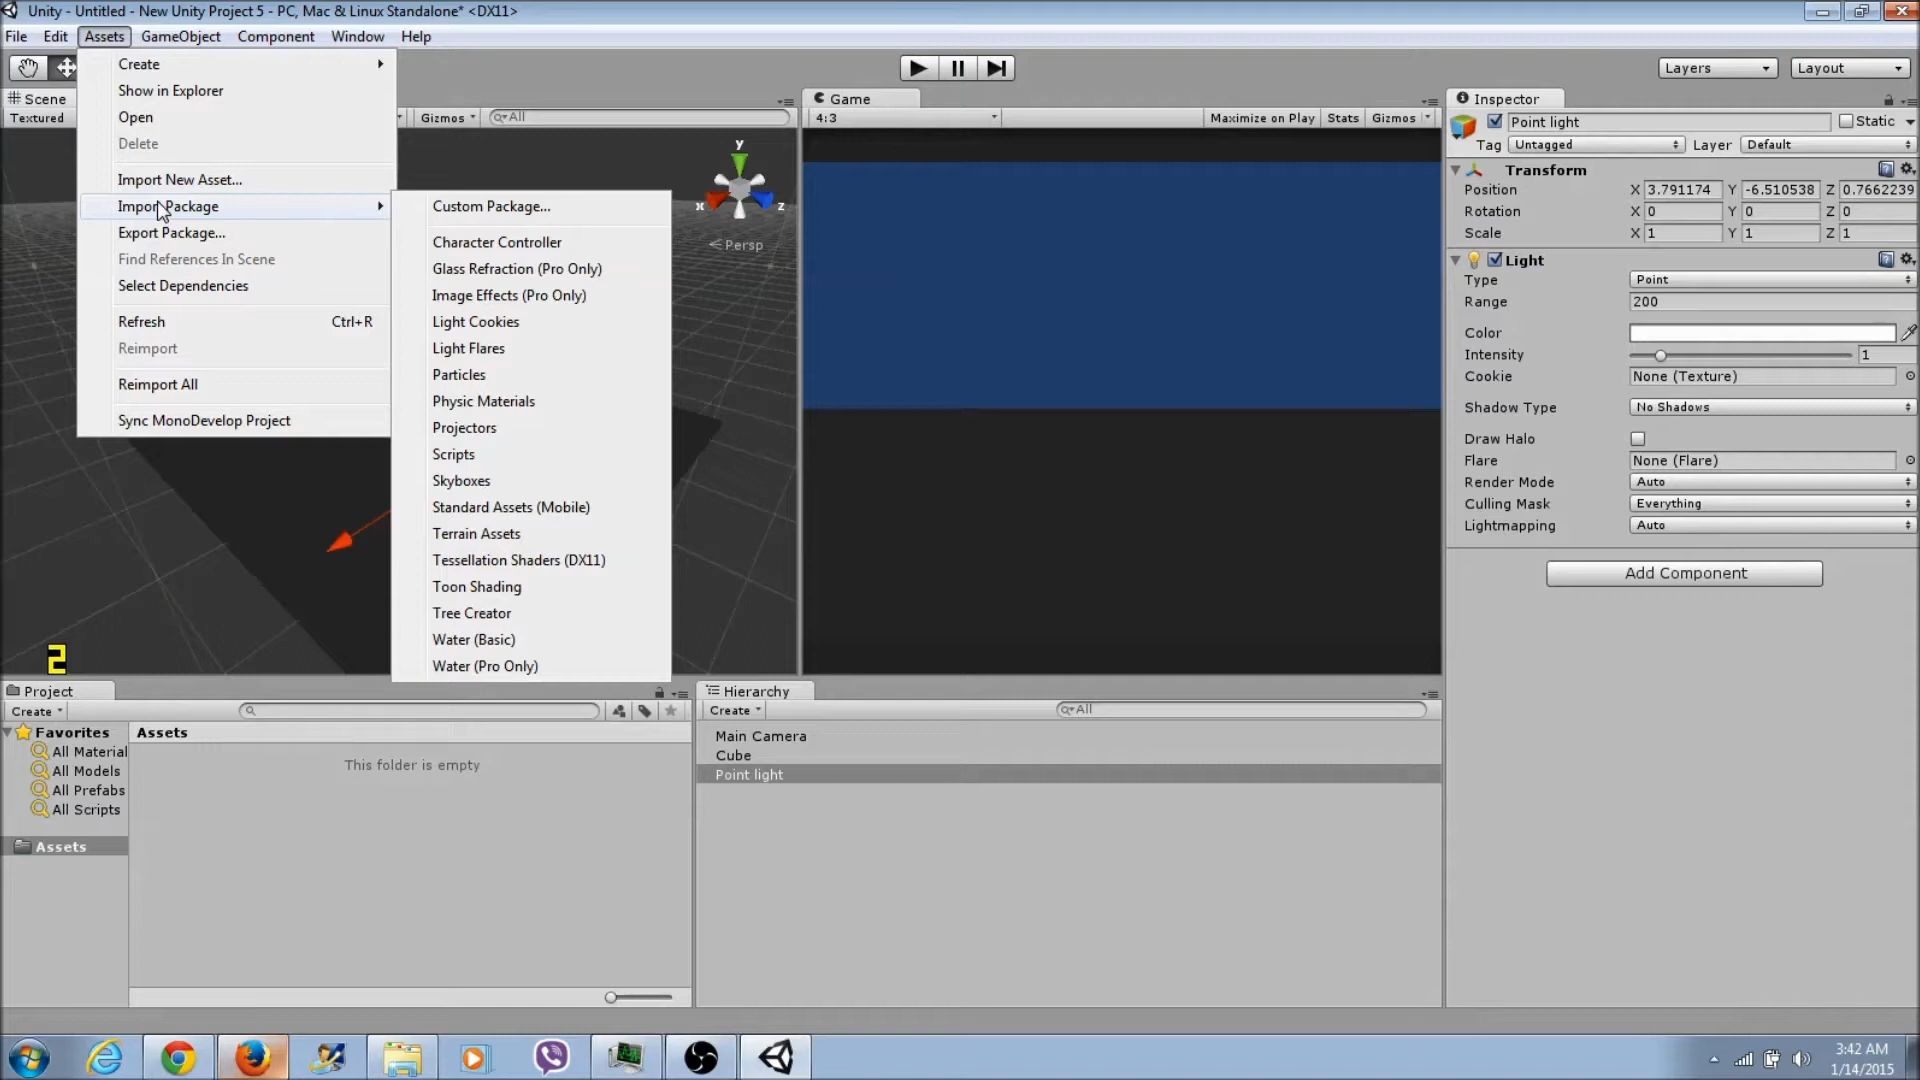 Unity - Untitled - New Unity Project 5 - PC, Mac & Linux Standalone* <DX11>
File Edit Assets GameObject Component Window Help
Create
Show in Explorer
Open
Delete
Import New Asset...
Import Package
Export Package...
Find References In Scene
Select Dependencies
Refresh Ctrl+R
Reimport
Reimport All
Sync MonoDevelop Project
Custom Package...
Character Controller
Glass Refraction (Pro Only)
Image Effects (Pro Only)
Light Cookies
Light Flares
Particles
Physic Materials
Projectors
Scripts
Skyboxes
Standard Assets (Mobile)
Terrain Assets
Tessellation Shaders (DX11)
Toon Shading
Tree Creator
Water (Basic)
Water (Pro Only)
Layers Layout
Scene
Textured Gizmos All
y
x z
Persp
2
Game
4:3 Maximize on Play Stats Gizmos
Inspector
Point light Static
Tag Untagged Layer Default
Transform
Position X 3.791174 Y -6.510538 Z 0.7662239
Rotation X 0 Y 0 Z 0
Scale X 1 Y 1 Z 1
Light
Type Point
Range 200
Color
Intensity 1
Cookie None (Texture)
Shadow Type No Shadows
Draw Halo
Flare None (Flare)
Render Mode Auto
Culling Mask Everything
Lightmapping Auto
Add Component
Project
Create
Favorites
All Material
All Models
All Prefabs
All Scripts
Assets
Assets
This folder is empty
Hierarchy
Create All
Main Camera
Cube
Point light
3:42 AM
1/14/2015